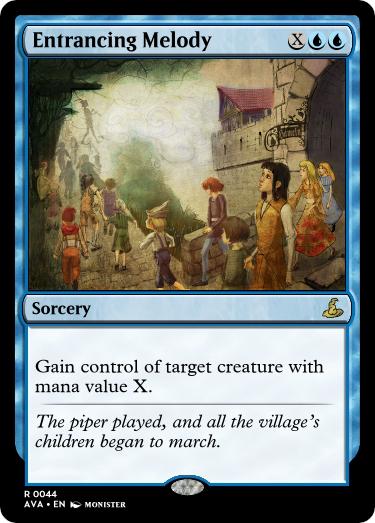 Entrancing Melody X
Sorcery
Gain control of target creature with
mana value X.
The piper played, and all the village's
children began to march.
R 0044
AVA • EN MONISTER